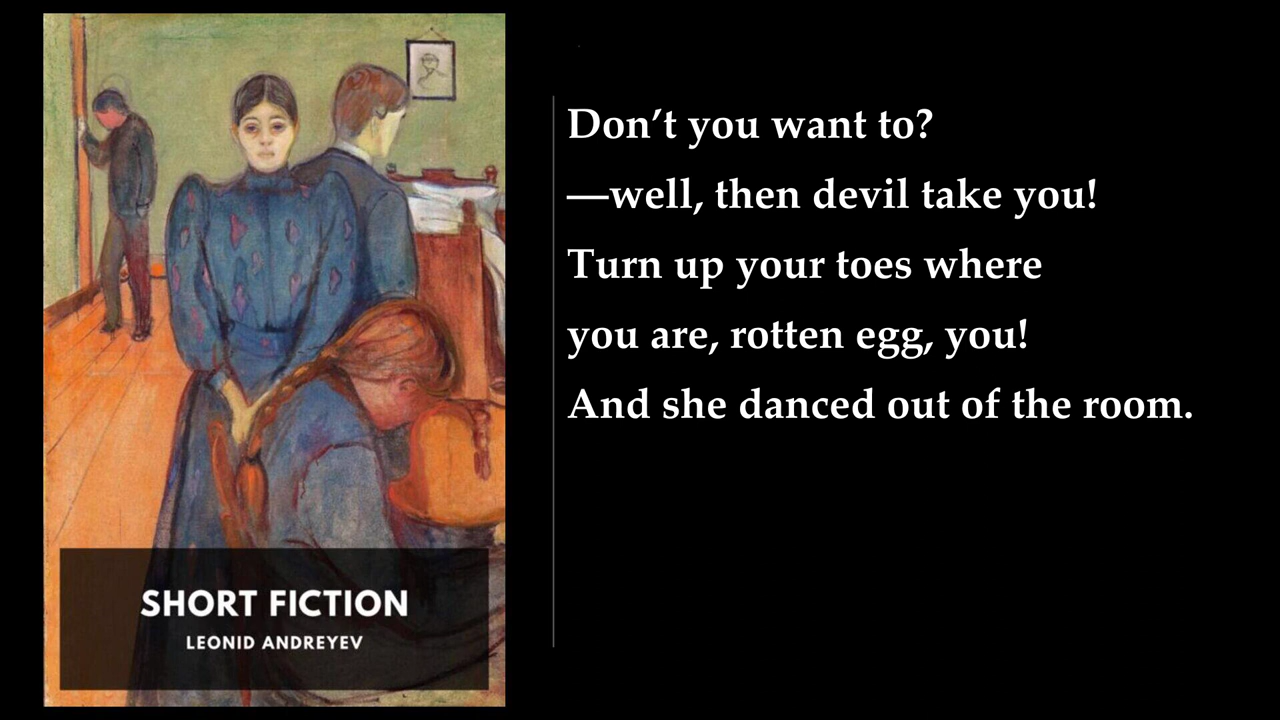 Don’t you want to?
—well, then devil take you!
Turn up your toes where
you are, rotten egg, you!
And she danced out of the room.
SHORT FICTION
LEONID ANDREYEV